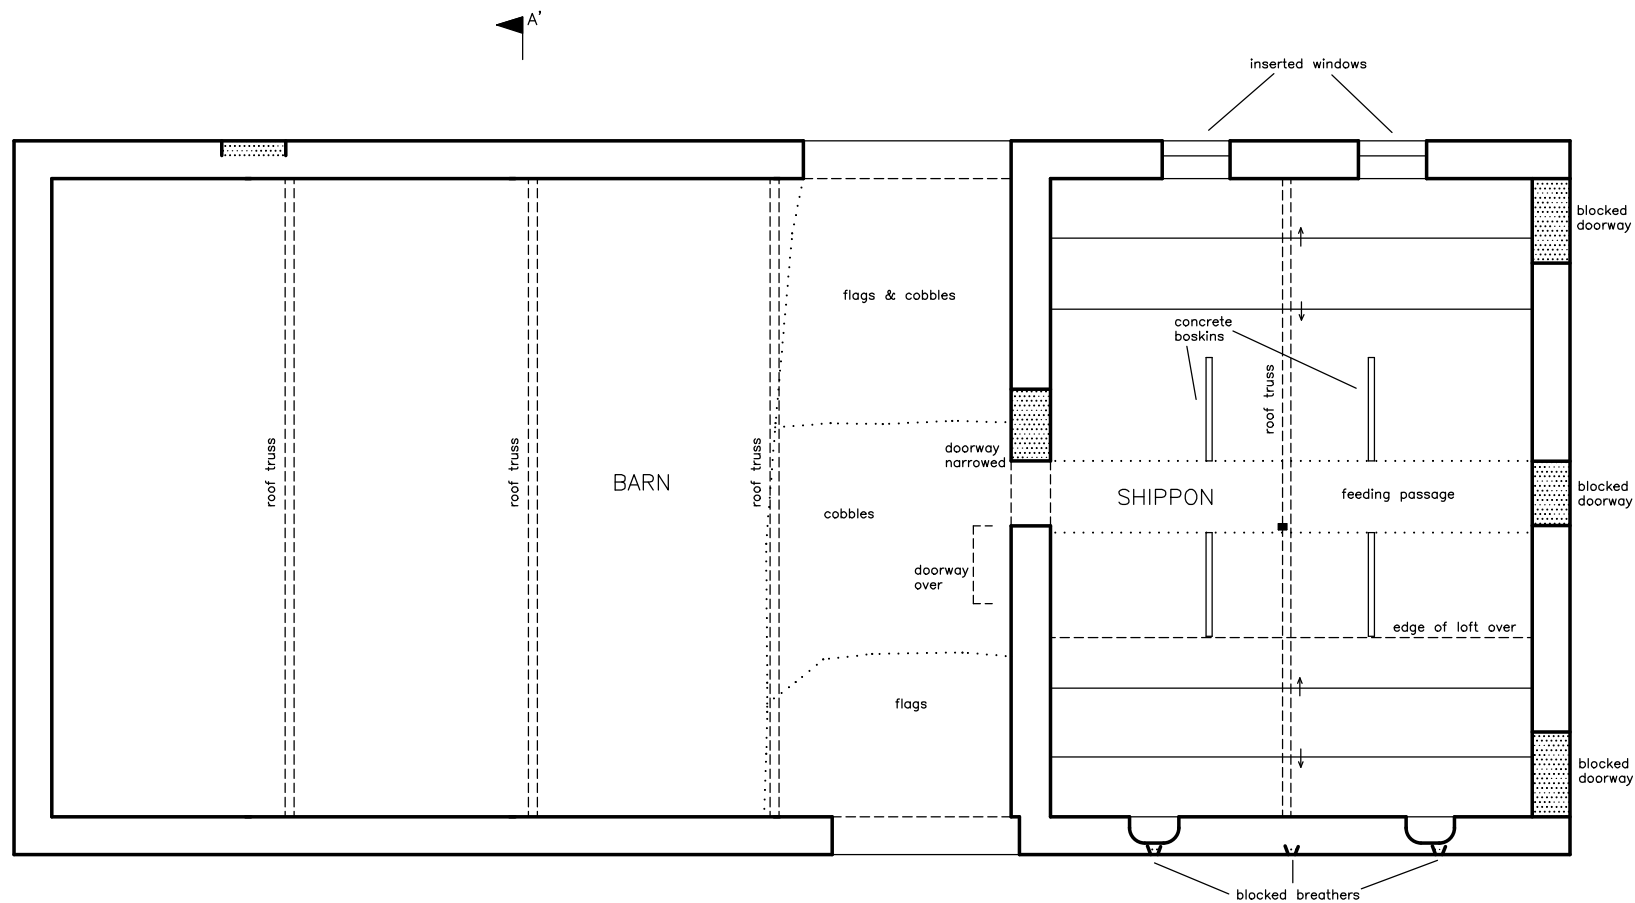 A'
inserted windows
blocked
doorway
flags & cobbles
concrete
boskins
roof truss
doorway
narrowed
roof truss
roof truss
BARN
roof truss
SHIPPON
feeding passage
blocked
doorway
cobbles
doorway
over
edge of loft over
flags
blocked
doorway
blocked breathers